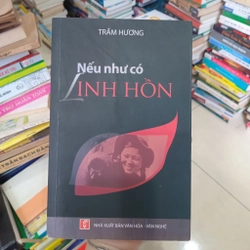 TRẦM HƯƠNG
Nếu như có
LINH HỒN
NHÀ XUẤT BẢN VĂN HÓA - VĂN NGHỆ